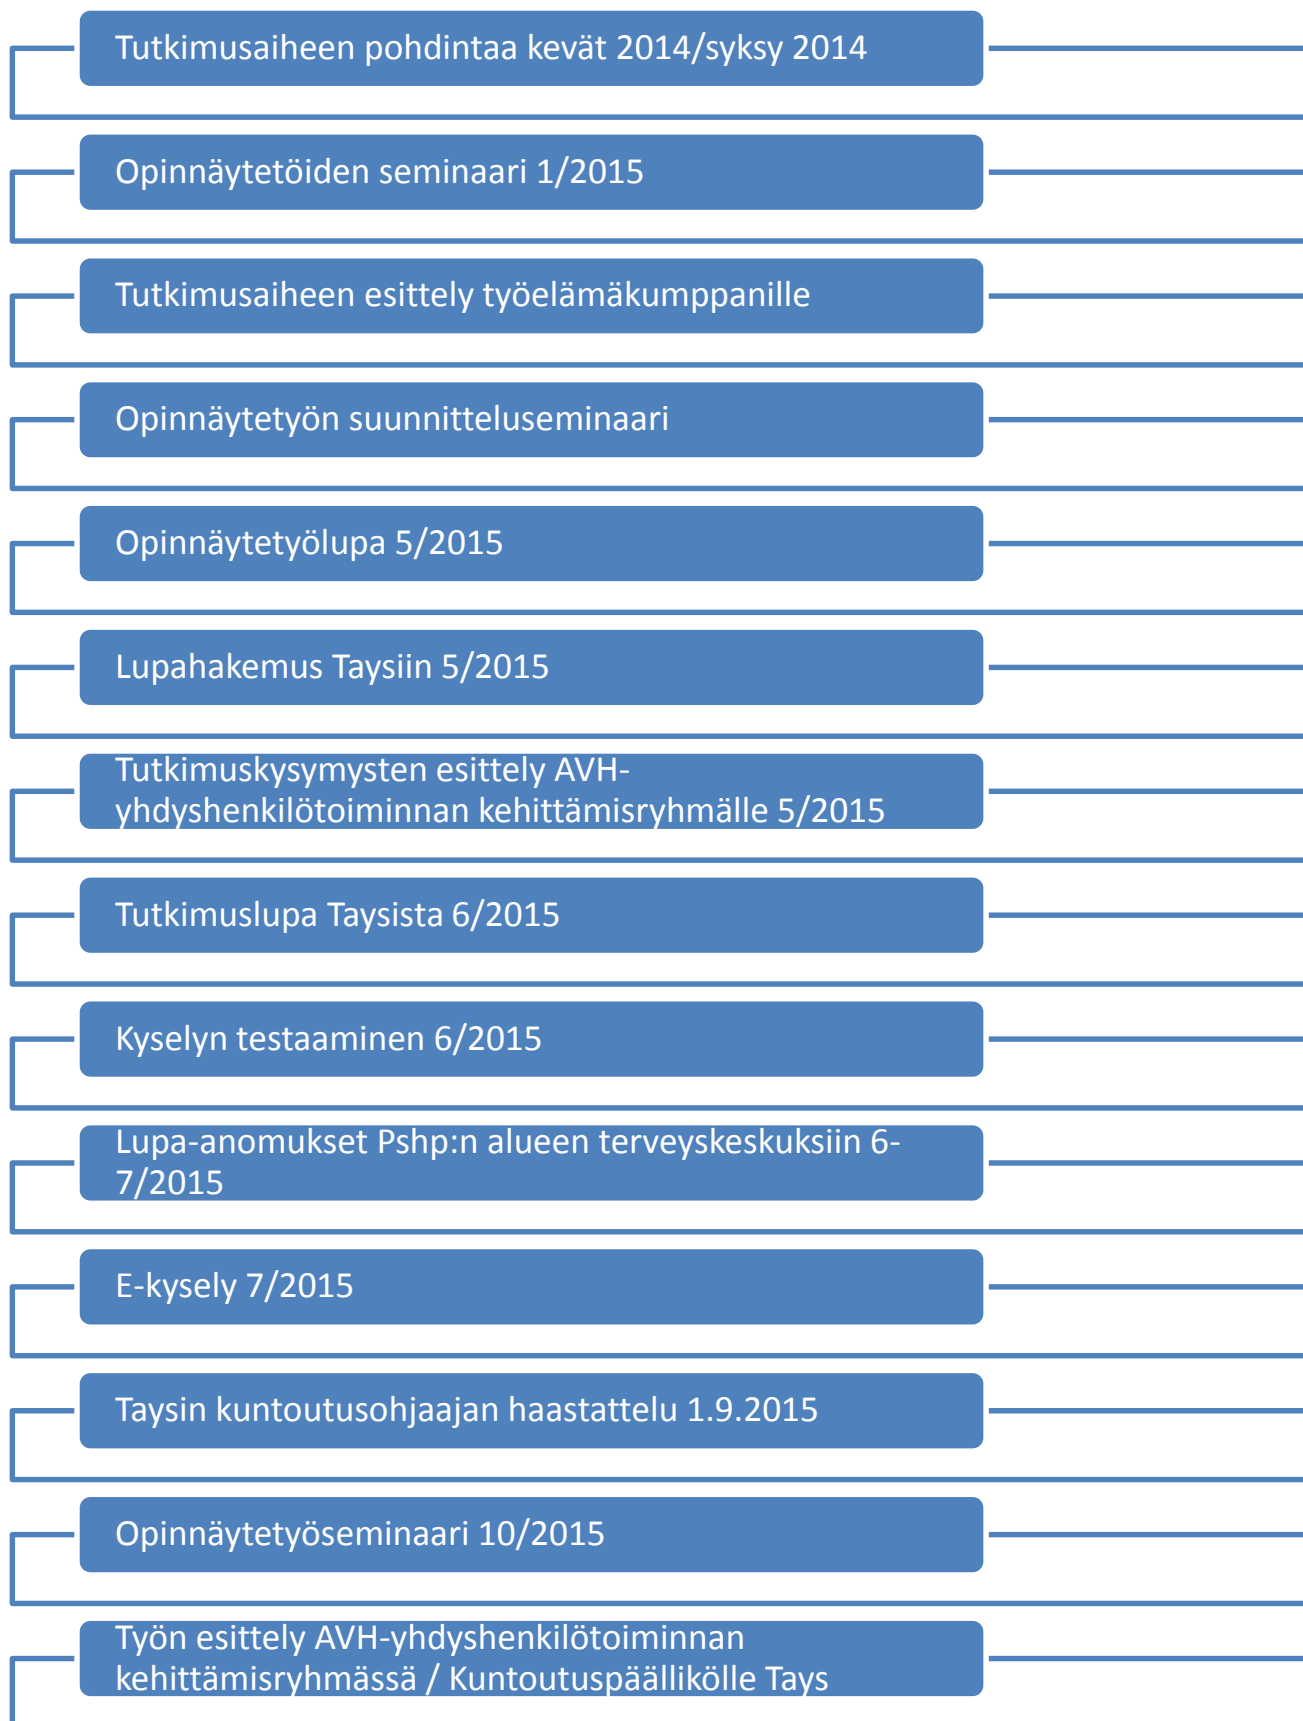 Tutkimusaiheen pohdintaa kevät 2014/syksy 2014
Opinnäytetöiden seminaari 1/2015
Tutkimusaiheen esittely työelämäkumppanille
Opinnäytetyön suunnitteluseminaari
Opinnäytetyölupa 5/2015
Lupahakemus Taysiin 5/2015
Tutkimuskysymysten esittely AVH-
yhdyshenkilötoiminnan kehittämisryhmälle 5/2015
Tutkimuslupa Taysista 6/2015
Kyselyn testaaminen 6/2015
Lupa-anomukset Pshp:n alueen terveyskeskuksiin 6-
7/2015
E-kysely 7/2015
Taysin kuntoutusohjaajan haastattelu 1.9.2015
Opinnäytetyöseminaari 10/2015
Työn esittely AVH-yhdyshenkilötoiminnan
kehittämisryhmässä / Kuntoutuspäällikölle Tays